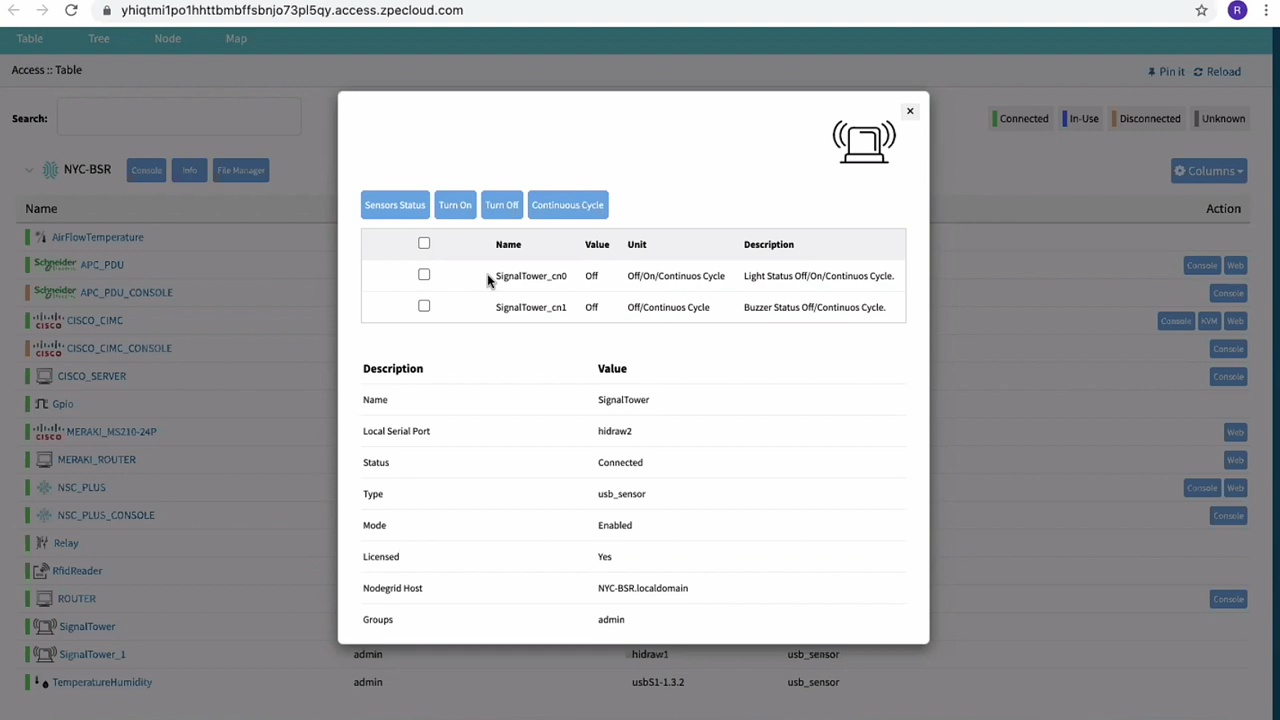 yhiqtmi1po1hhttbmbffsbnjo73pl5qy.access.zpecloud.com
R
Table Tree Node Map
Access :: Table Pin it Reload
Search: Connected In-Use Disconnected Unknown
NYC-BSR Console Info File Manager Columns
Name Action
Sensors Status Turn On Turn Off Continuous Cycle
Name Value Unit Description
SignalTower_cn0 Off Off/On/Continuos Cycle Light Status Off/On/Continuos Cycle.
SignalTower_cn1 Off Off/Continuos Cycle Buzzer Status Off/Continuos Cycle.
Description Value
Name SignalTower
Local Serial Port hidraw2
Status Connected
Type usb_sensor
Mode Enabled
Licensed Yes
Nodegrid Host NYC-BSR.localdomain
Groups admin
AirFlowTemperature
Schneider APC_PDU Console Web
Schneider APC_PDU_CONSOLE Console
CISCO CISCO_CIMC Console KVM Web
CISCO CISCO_CIMC_CONSOLE Console
CISCO_SERVER Console
Gpio
CISCO MERAKI_MS210-24P Web
MERAKI_ROUTER Web
NSC_PLUS Console Web
NSC_PLUS_CONSOLE Console
Relay
RfidReader
ROUTER Console
SignalTower
SignalTower_1 admin hidraw1 usb_sensor
TemperatureHumidity admin usbS1-1.3.2 usb_sensor